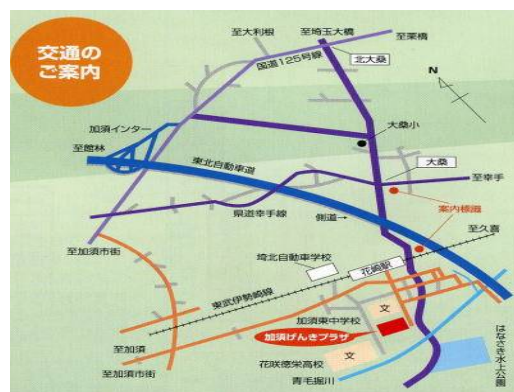 交通の
ご案内
至大利根
至埼玉大橋
至栗橋
国道125号線
北大桑
N
加須インター
大桑小
至館林
東北自動車道
大桑
至幸手
県道幸手線
側道→
案内標識
至久喜
至加須市街
埼北自動車学校
花崎駅
東武伊勢崎線
文
加須東中学校
加須げんきプラザ
至加須
文
花咲徳栄高校
至加須市街
青毛堀川
はなさき水上公園